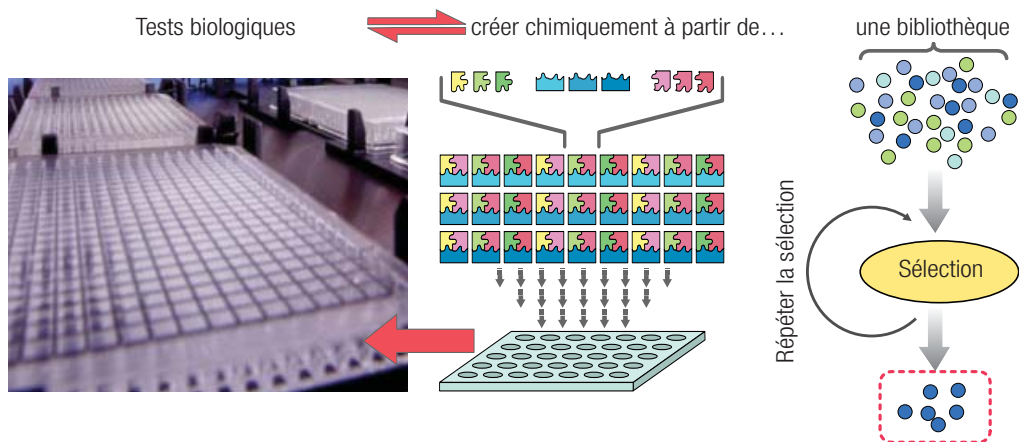 Tests biologiques
créer chimiquement à partir de…
une bibliothèque
Répéter la sélection
Sélection